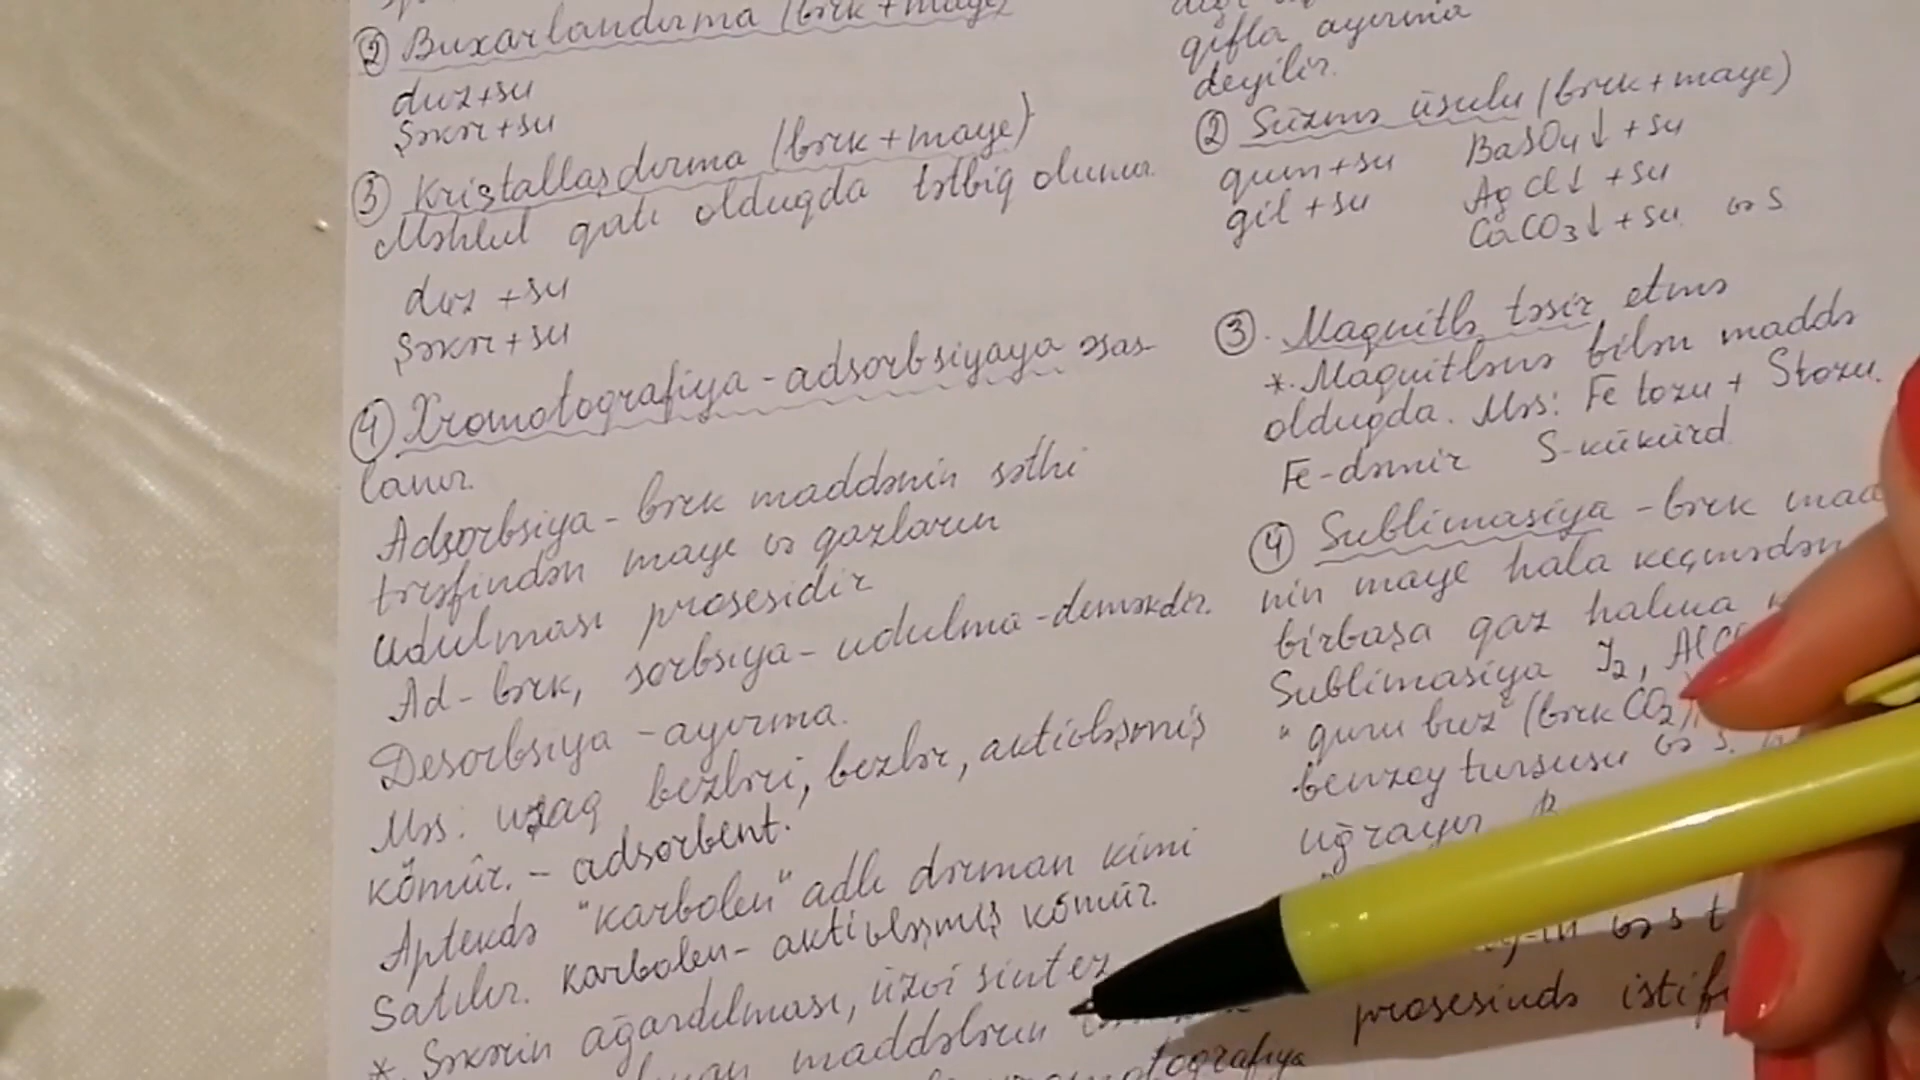 ② Buxarlandırma (bərk+maye)
duz+su
Şəkər+su
③ Kristallaşdırma (bərk+maye)
Məhlul qatı olduqda tətbiq olunur.
duz +su
Şəkər+su
④ Xromotoqrafiya - adsorbsiyaya əsas-
lanır.
Adsorbsiya - bərk maddənin səthi
tərəfindən maye və qazların
udulması prosesidir
Ad - bərk, sorbsıya - udulma - deməkdir.
Desorbsıya - ayırma.
Məs: uzaq bezləri, bezlər, aktivləşmiş
kömür. - adsorbent.
Aptekdə "karbolen" adlı dərman kimi
Satılır. Karbolen - aktivləşmiş kömür.
*. Şəkərin ağardılması, üzvi sintez
maddələrin
qıfla ayırma
deyilir.
② Süzmə üsulu (bərk+maye)
qum+su BaSO4↓ +su
gil +su AgCl↓ +su
CaCO3↓ +su və s
③. Maqnitlə təsir etmə
*. Maqnitlənə bilən maddə
olduqda. Məs: Fe tozu + S tozu.
Fe-dəmir S-kükürd
④ Sublimasiya - bərk
nin maye hala keçmədən
birbaşa qaz halına
Sublimasiya I2,
"quru buz" (bərk CO2)
benzoy turşusu və s.
uğrayır
və s
prosesində